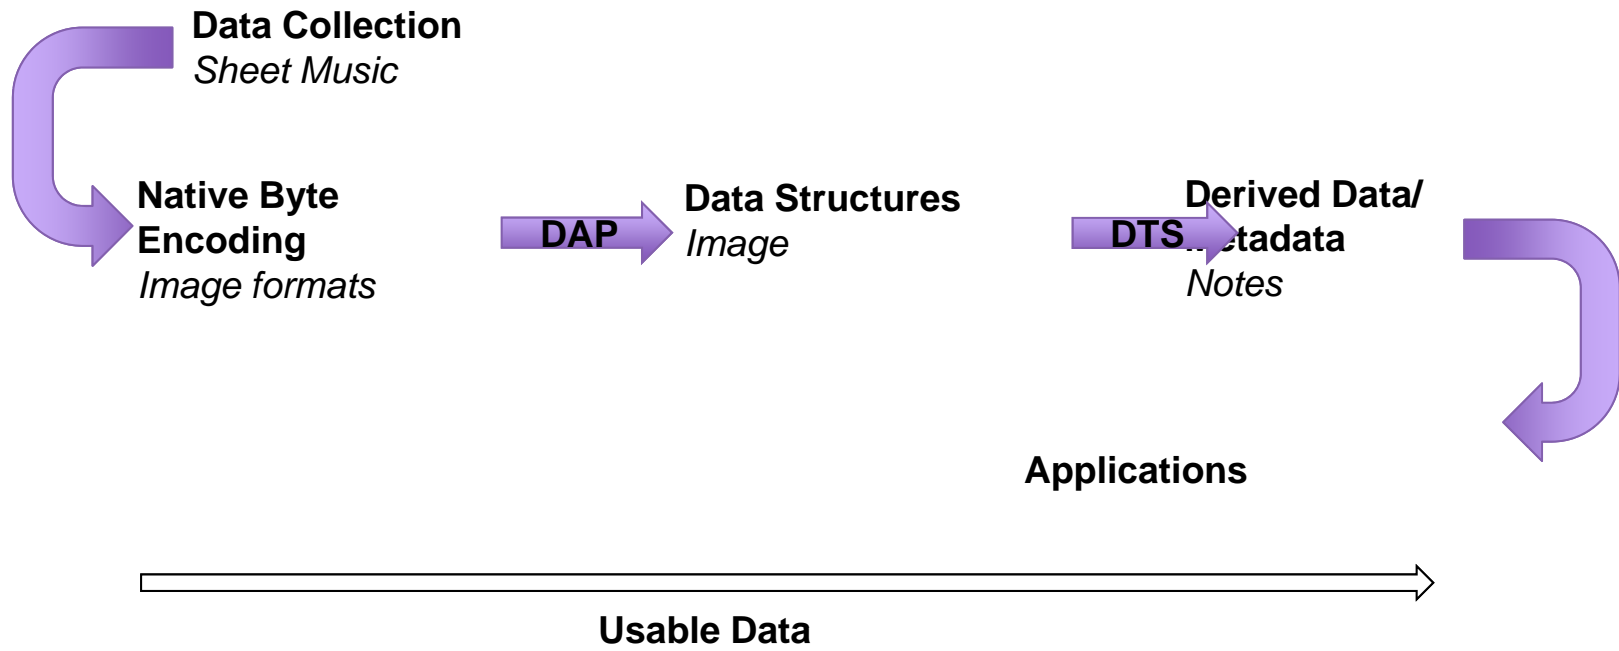 Data Collection
Sheet Music
Native Byte
Encoding
Image formats
DAP
Data Structures
Image
DTS
Derived Data/
Metadata
Notes
Applications
Usable Data